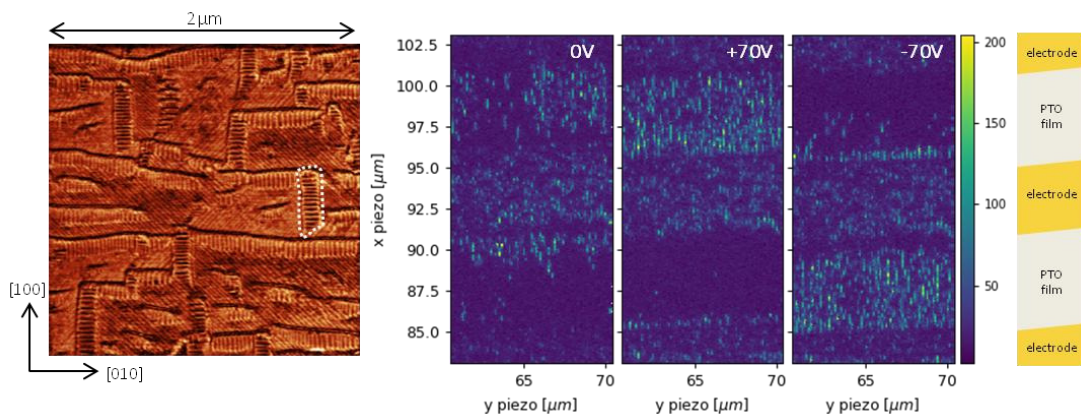 2µm
[100]
[010]
0V
+70V
-70V
x piezo [µm]
102.5
100.0
97.5
95.0
92.5
90.0
87.5
85.0
65
70
65
70
65
70
y piezo [µm]
y piezo [µm]
y piezo [µm]
200
150
100
50
electrode
PTO
film
electrode
PTO
film
electrode